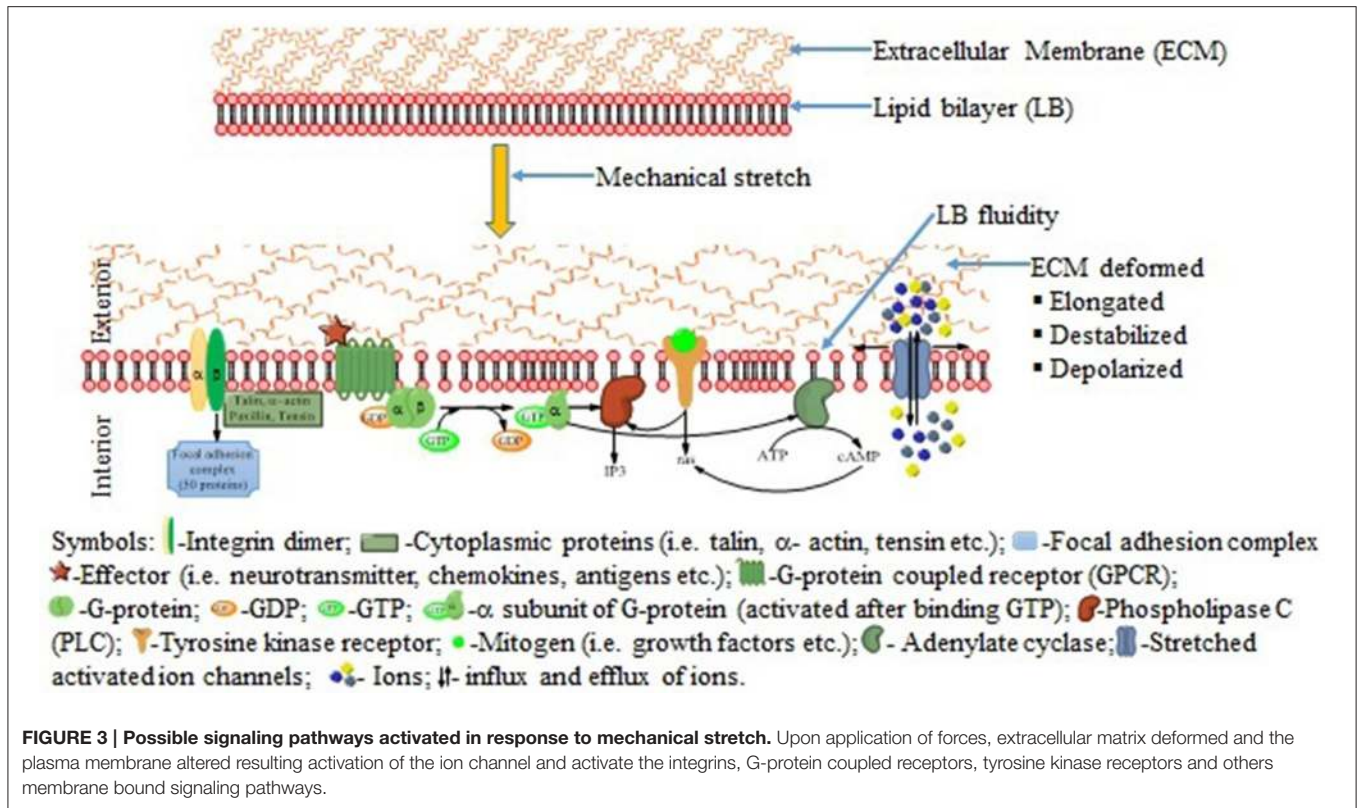 Extracellular Membrane (ECM)
Lipid bilayer (LB)
Mechanical stretch
LB fluidity
ECM deformed
▪ Elongated
▪ Destabilized
▪ Depolarized
Exterior
Interior
α
β
Talin, α-actin
Paxillin, Tensin
Focal adhesion
complex
(50 proteins)
GDP
α
β
GTP
GDP
GTP
α
IP3
ras
ATP
cAMP
Symbols: -Integrin dimer; -Cytoplasmic proteins (i.e. talin, α- actin, tensin etc.); -Focal adhesion complex
-Effector (i.e. neurotransmitter, chemokines, antigens etc.); -G-protein coupled receptor (GPCR);
-G-protein; -GDP; -GTP; -α subunit of G-protein (activated after binding GTP); -Phospholipase C
(PLC); -Tyrosine kinase receptor; -Mitogen (i.e. growth factors etc.); - Adenylate cyclase; -Stretched
activated ion channels; - Ions; - influx and efflux of ions.
FIGURE 3 | Possible signaling pathways activated in response to mechanical stretch. Upon application of forces, extracellular matrix deformed and the
plasma membrane altered resulting activation of the ion channel and activate the integrins, G-protein coupled receptors, tyrosine kinase receptors and others
membrane bound signaling pathways.